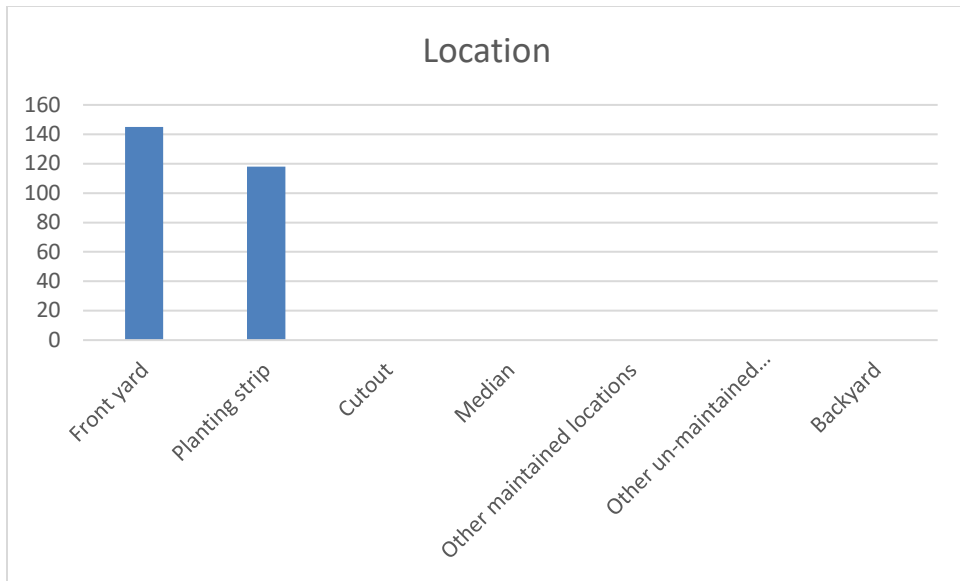 Location
160
140
120
100
80
60
40
20
0
Front yard
Planting strip
Cutout
Median
Other maintained locations
Other un-maintained...
Backyard